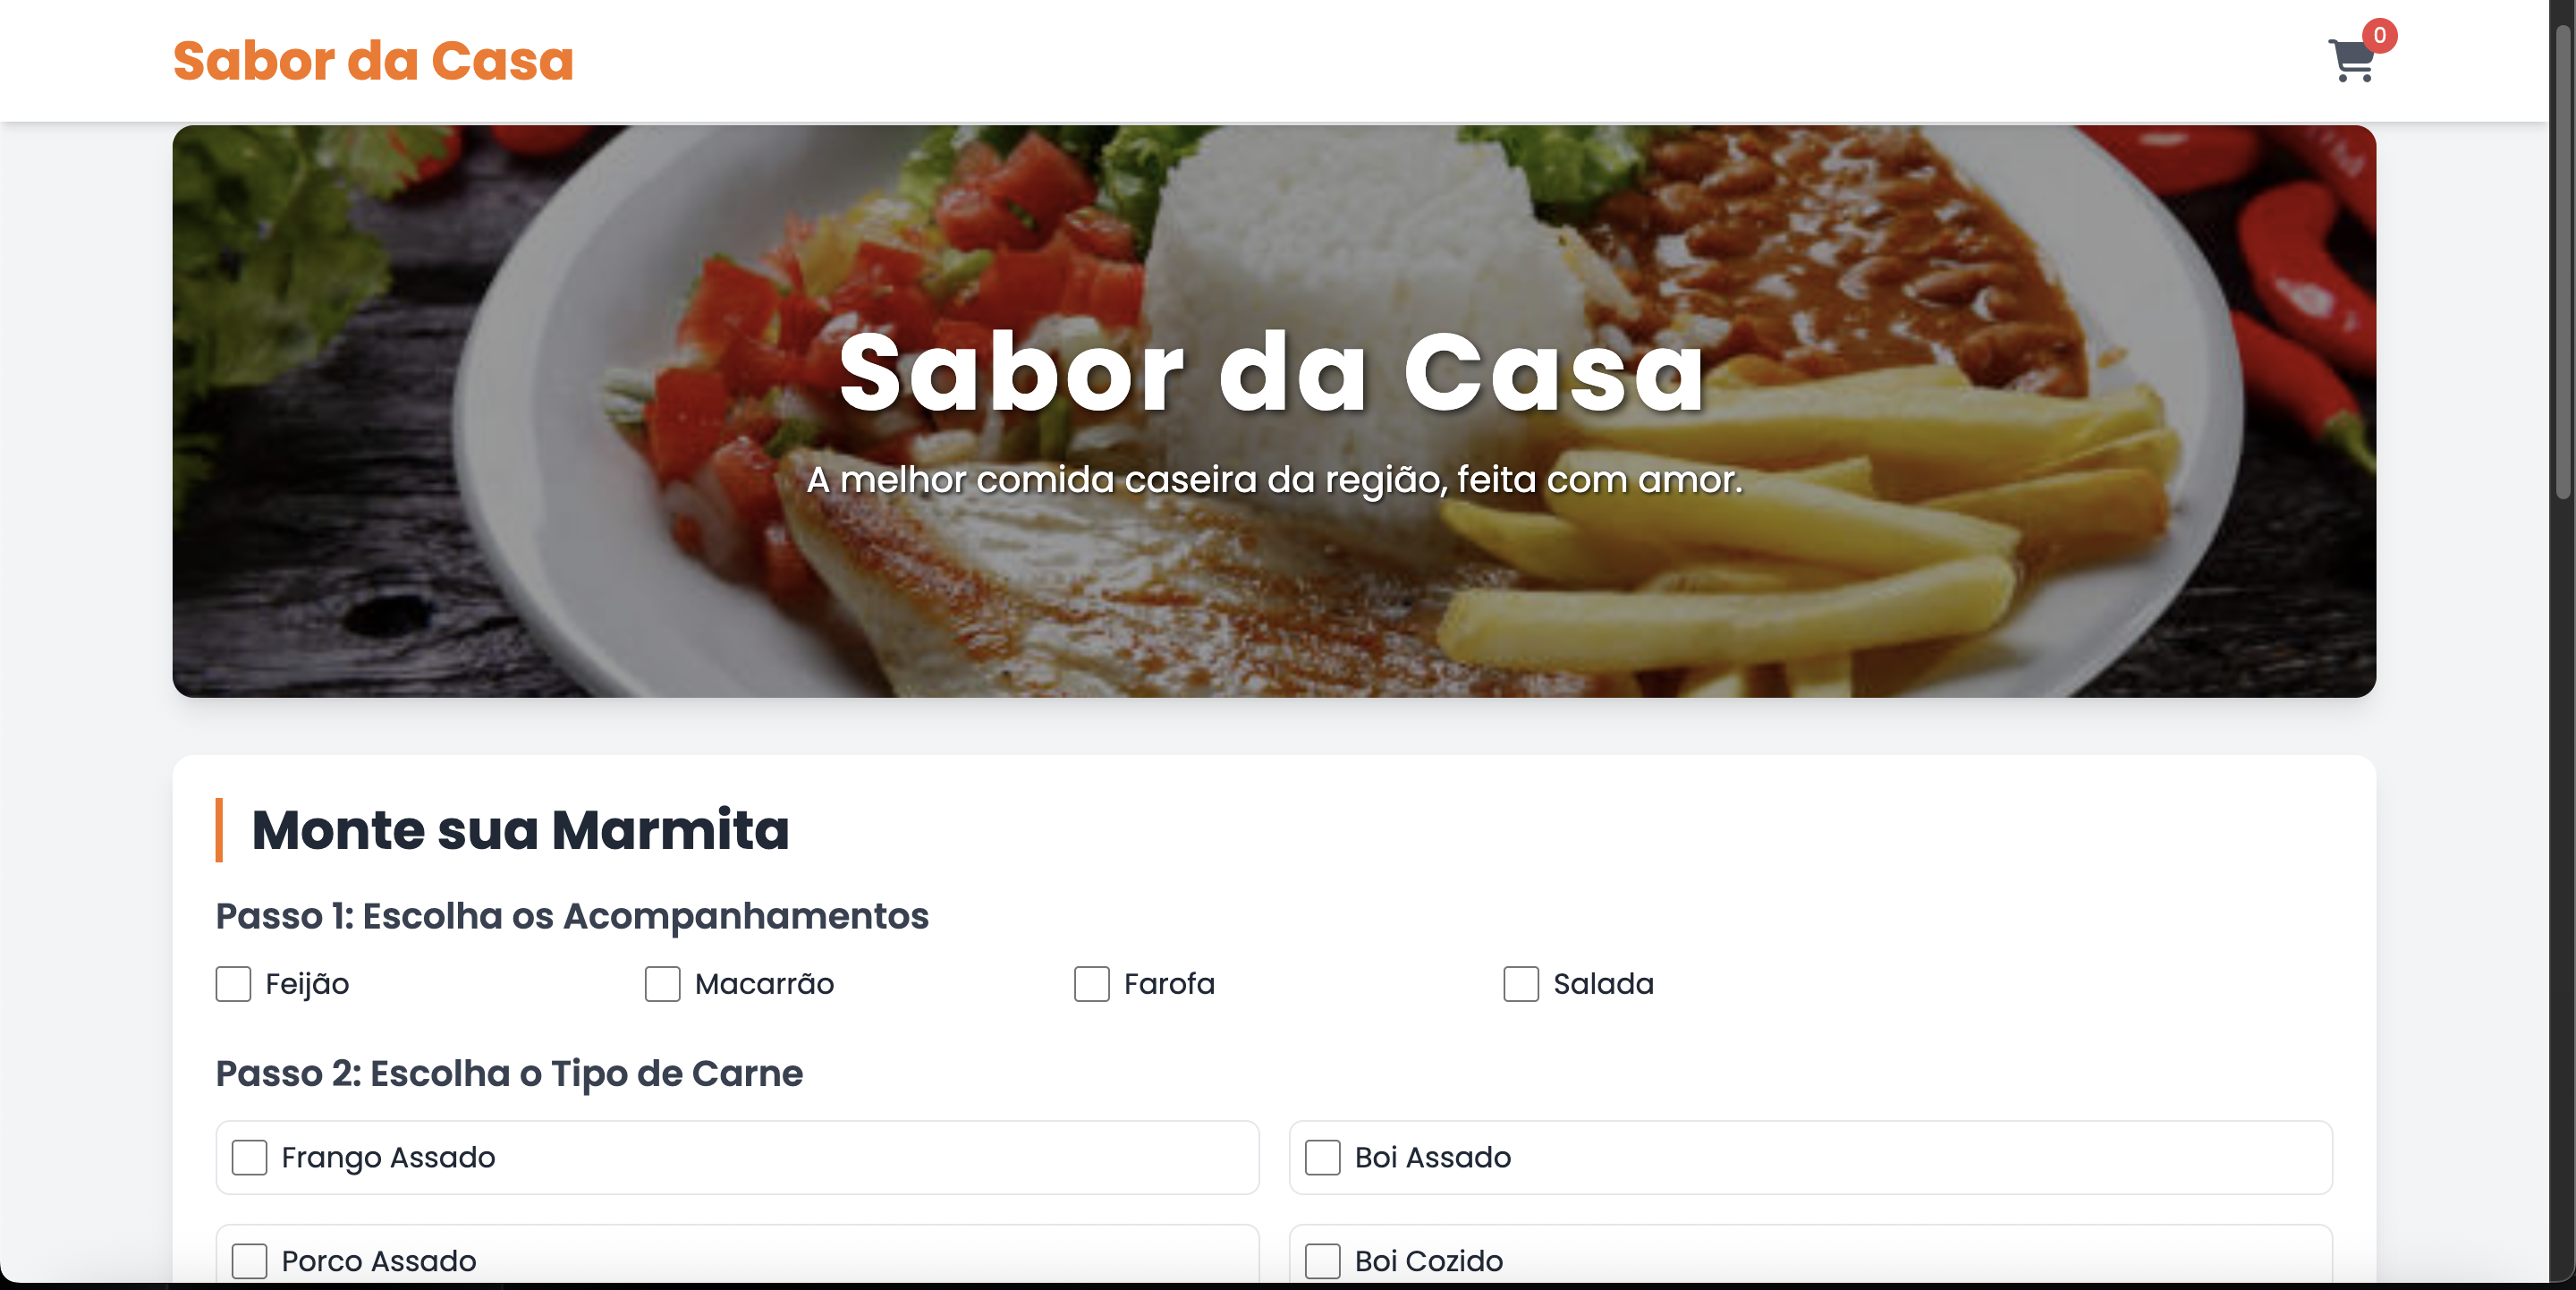 Sabor da Casa
0
Sabor da Casa
A melhor comida caseira da região, feita com amor.
Monte sua Marmita
Passo 1: Escolha os Acompanhamentos
Feijão Macarrão Farofa Salada
Passo 2: Escolha o Tipo de Carne
Frango Assado Boi Assado
Porco Assado Boi Cozido